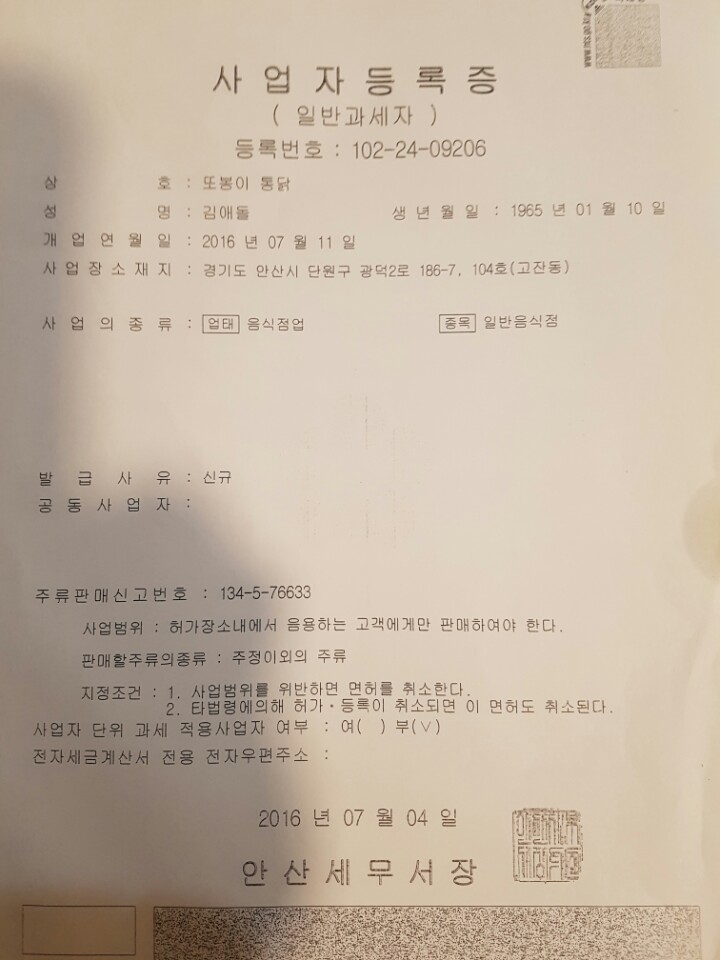 사업자등록증
( 일반과세자 )
등록번호 : 102-24-09206
상 호 : 또봉이 통닭
성 명 : 김애돌 생년월일 : 1965 년 01 월 10 일
개업연월일 : 2016 년 07 월 11 일
사업장소재지 : 경기도 안산시 단원구 광덕2로 186-7, 104호(고잔동)
사업의종류 : 업태 음식점업 종목 일반음식점
발급사유 : 신규
공동사업자 :
주류판매신고번호 : 134-5-76633
사업범위 : 허가장소내에서 음용하는 고객에게만 판매하여야 한다.
판매할주류의종류 : 주정이외의 주류
지정조건 : 1. 사업범위를 위반하면 면허를 취소한다.
2. 타법령에의해 허가·등록이 취소되면 이 면허도 취소된다.
사업자 단위 과세 적용사업자 여부 : 여( ) 부(∨)
전자세금계산서 전용 전자우편주소 :
2016 년 07 월 04 일
안산세무서장